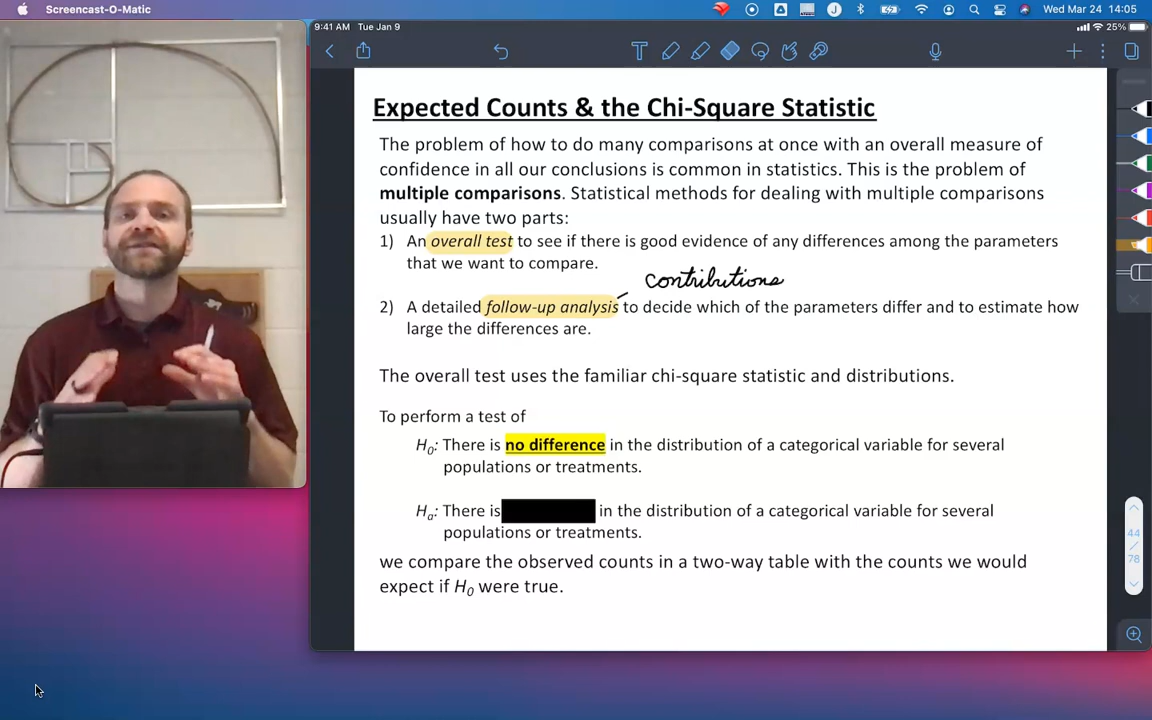 Screencast-O-Matic
Wed Mar 24 14:05
9:41 AM Tue Jan 9
25%
Expected Counts & the Chi-Square Statistic
The problem of how to do many comparisons at once with an overall measure of
confidence in all our conclusions is common in statistics. This is the problem of
multiple comparisons. Statistical methods for dealing with multiple comparisons
usually have two parts:
1) An overall test to see if there is good evidence of any differences among the parameters
that we want to compare.
contributions
2) A detailed follow-up analysis to decide which of the parameters differ and to estimate how
large the differences are.
The overall test uses the familiar chi-square statistic and distributions.
To perform a test of
H0: There is no difference in the distribution of a categorical variable for several
populations or treatments.
Ha: There is in the distribution of a categorical variable for several
populations or treatments.
we compare the observed counts in a two-way table with the counts we would
expect if H0 were true.
44
/
78